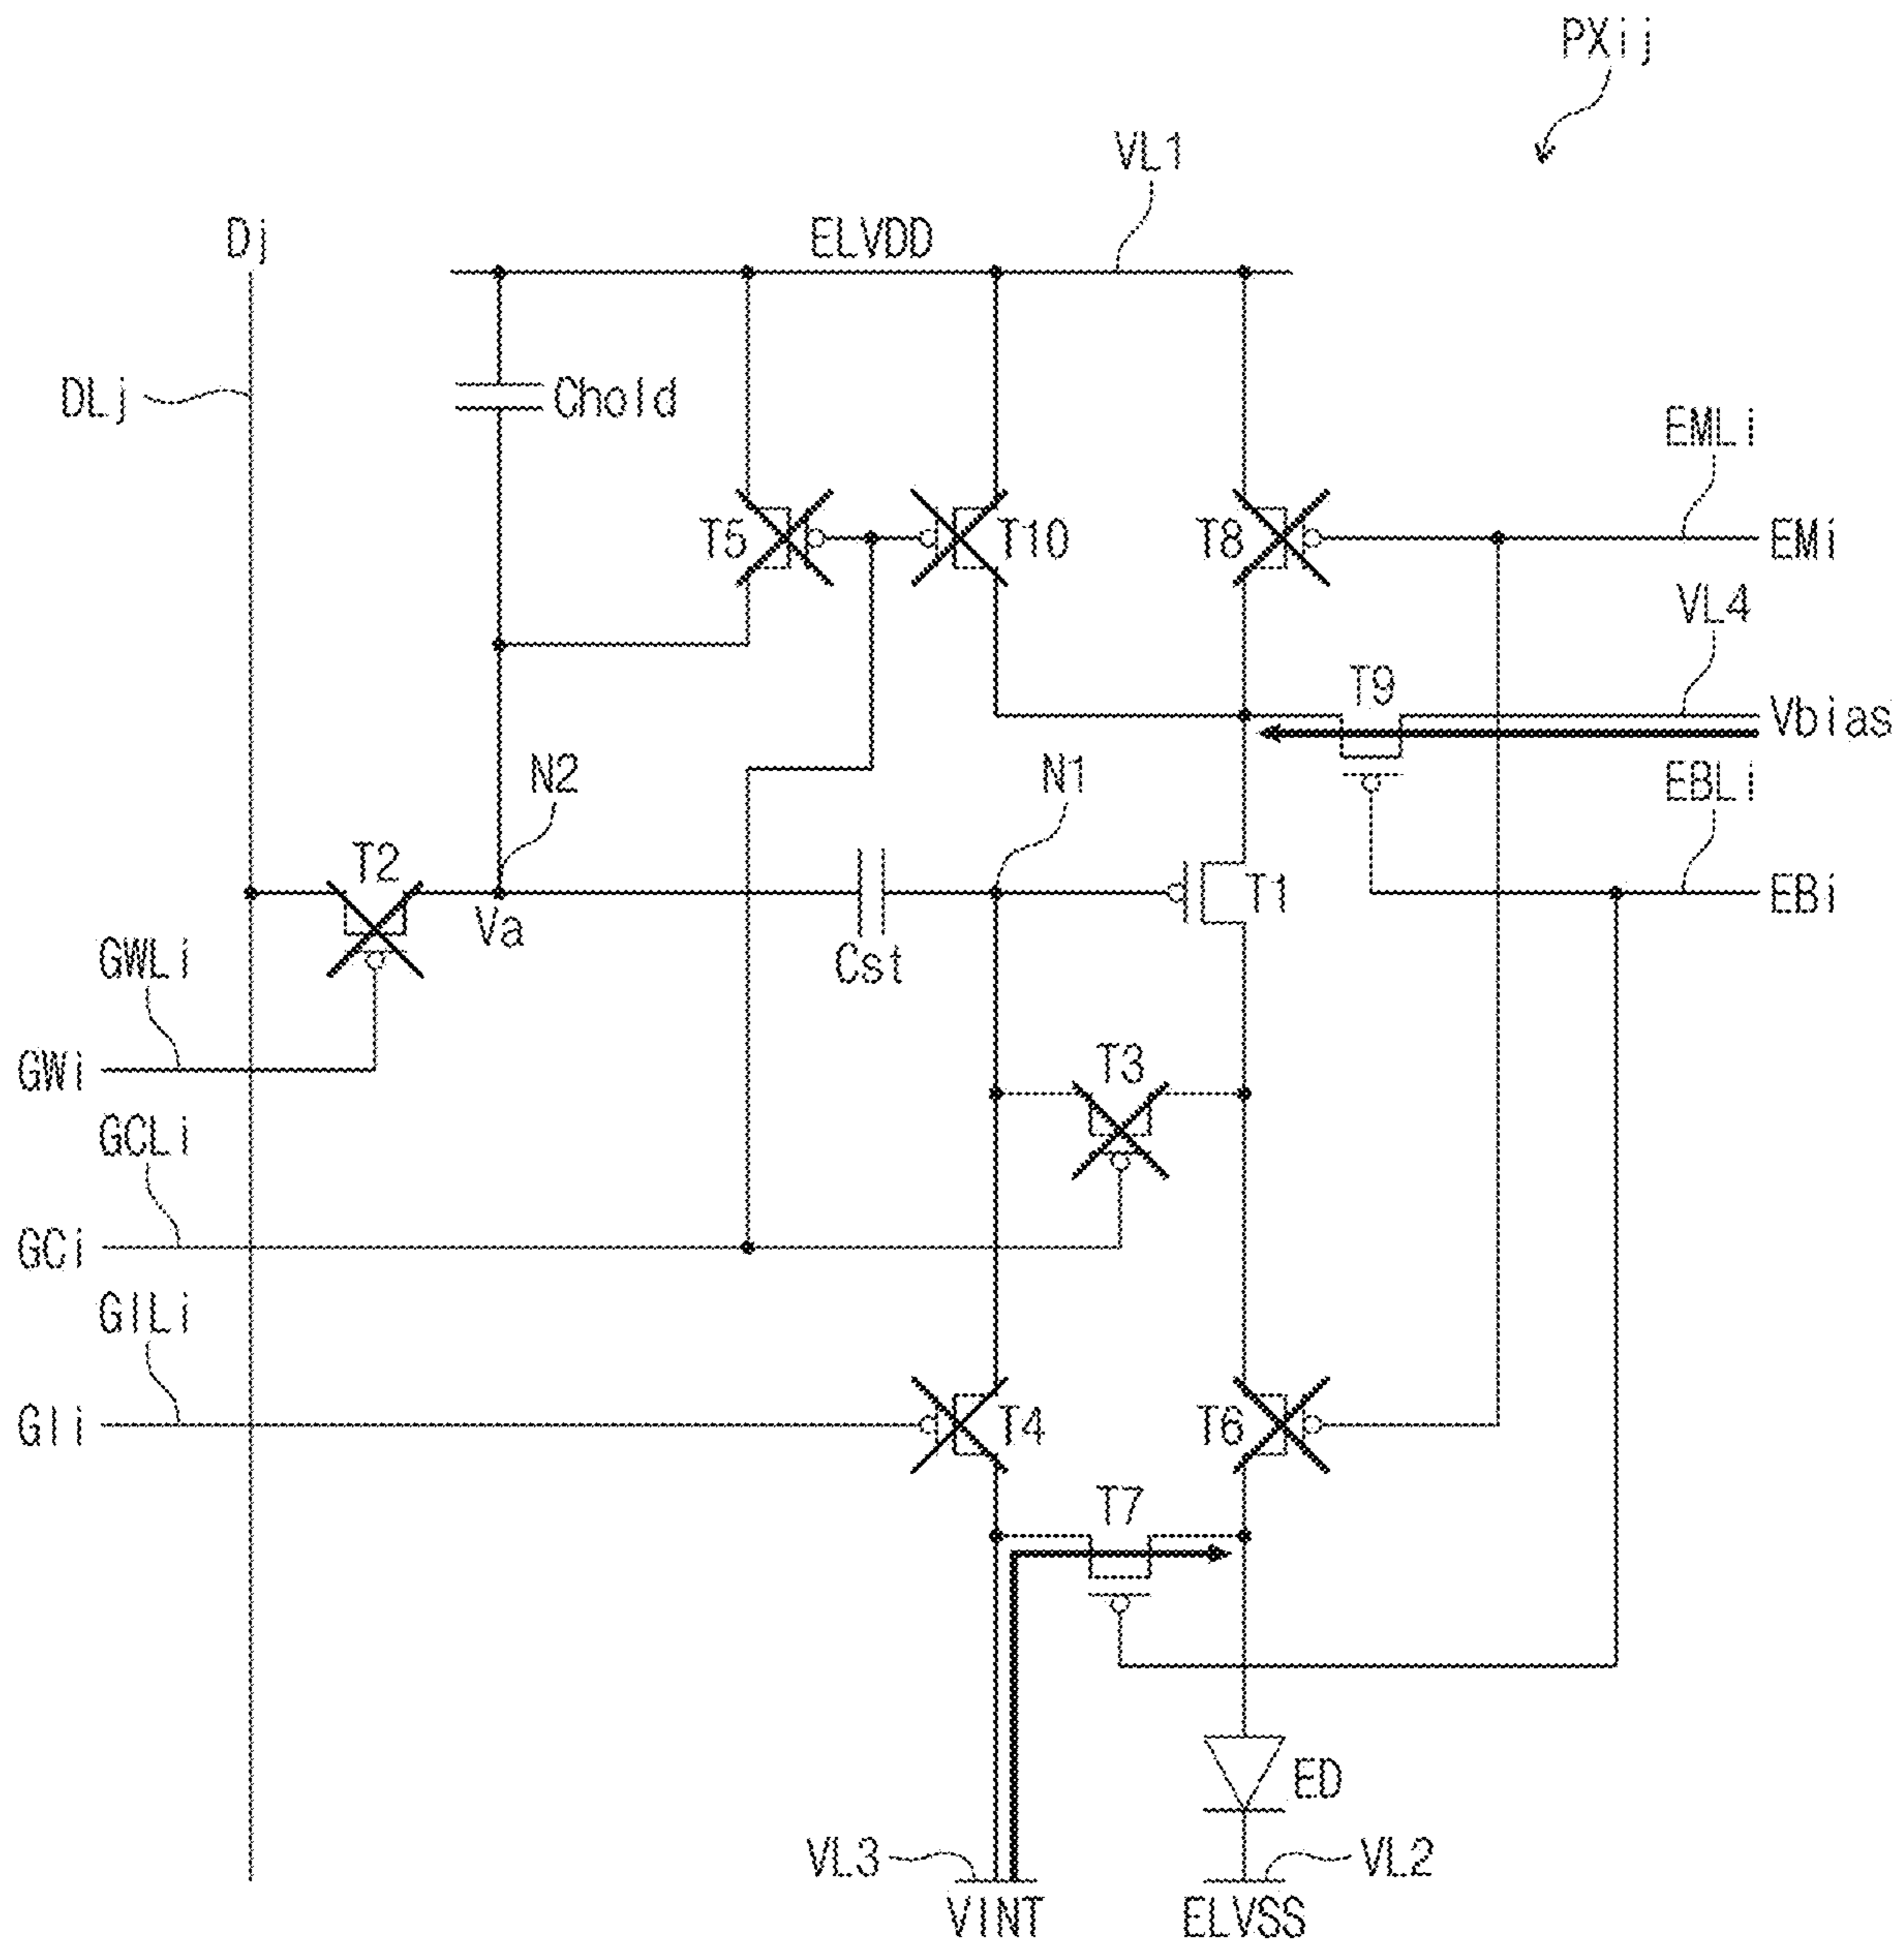 PXij
VL1
Dj
ELVDD
DLj
Chold
EMLi
T5
T10
T8
EMi
VL4
T9
Vbias
N2
N1
EBLi
T2
T1
EBi
Va
Cst
GWLi
GWi
T3
GCLi
GCi
GILi
GIi
T4
T6
T7
ED
VL3
VL2
VINT
ELVSS